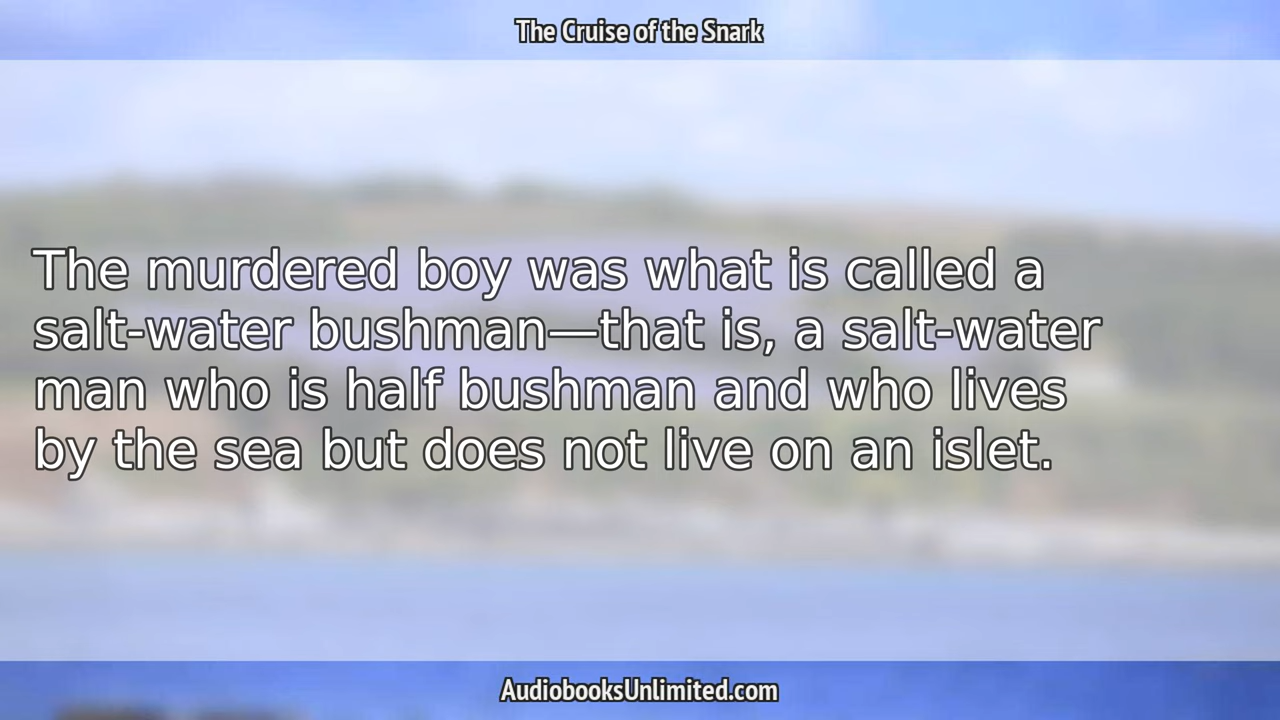 The Cruise of the Snark
The murdered boy was what is called a
salt-water bushman—that is, a salt-water
man who is half bushman and who lives
by the sea but does not live on an islet.
AudiobooksUnlimited.com